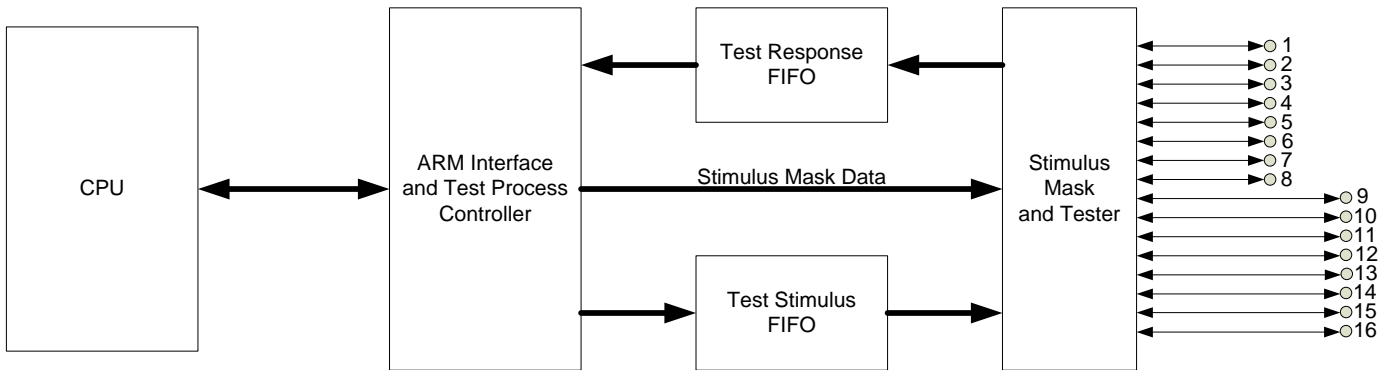 CPU
ARM Interface
and Test Process
Controller
Test Response
FIFO
Stimulus Mask Data
Test Stimulus
FIFO
Stimulus
Mask
and Tester
1
2
3
4
5
6
7
8
9
10
11
12
13
14
15
16